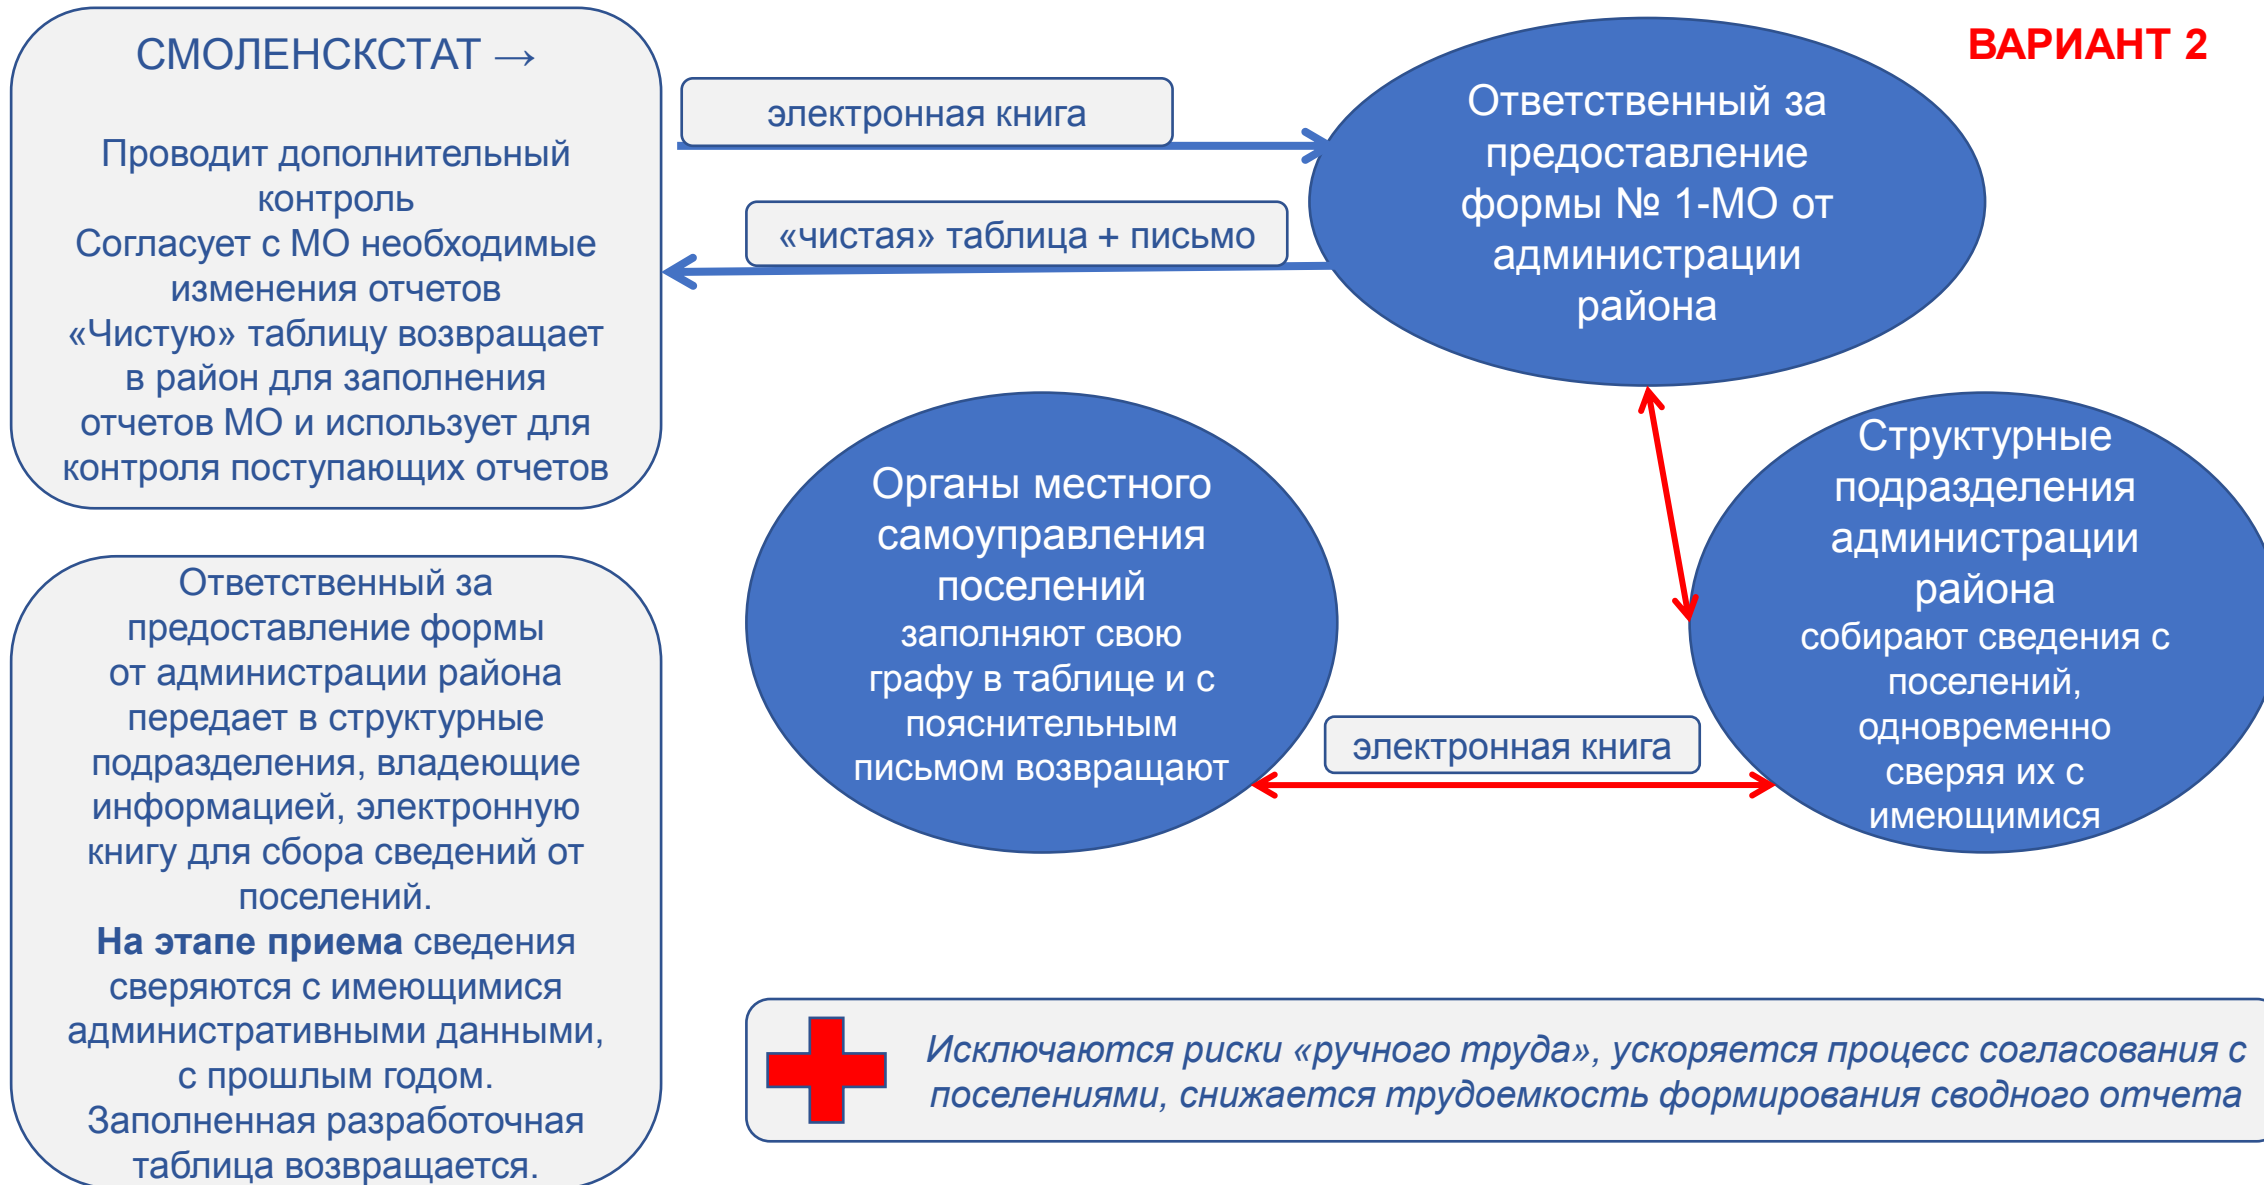 СМОЛЕНСКСТАТ →
Проводит дополнительный
контроль
Согласует с МО необходимые
изменения отчетов
«Чистую» таблицу возвращает
в район для заполнения
отчетов МО и использует для
контроля поступающих отчетов
электронная книга
«чистая» таблица + письмо
Ответственный за
предоставление
формы № 1-МО от
администрации
района
ВАРИАНТ 2
Ответственный за
предоставление формы
от администрации района
передает в структурные
подразделения, владеющие
информацией, электронную
книгу для сбора сведений от
поселений.
На этапе приема сведения
сверяются с имеющимися
административными данными,
с прошлым годом.
Заполненная разработочная
таблица возвращается.
Органы местного
самоуправления
поселений
заполняют свою
графу в таблице и с
пояснительным
письмом возвращают
электронная книга
Структурные
подразделения
администрации
района
собирают сведения с
поселений,
одновременно
сверяя их с
имеющимися
Исключаются риски «ручного труда», ускоряется процесс согласования с
поселениями, снижается трудоемкость формирования сводного отчета